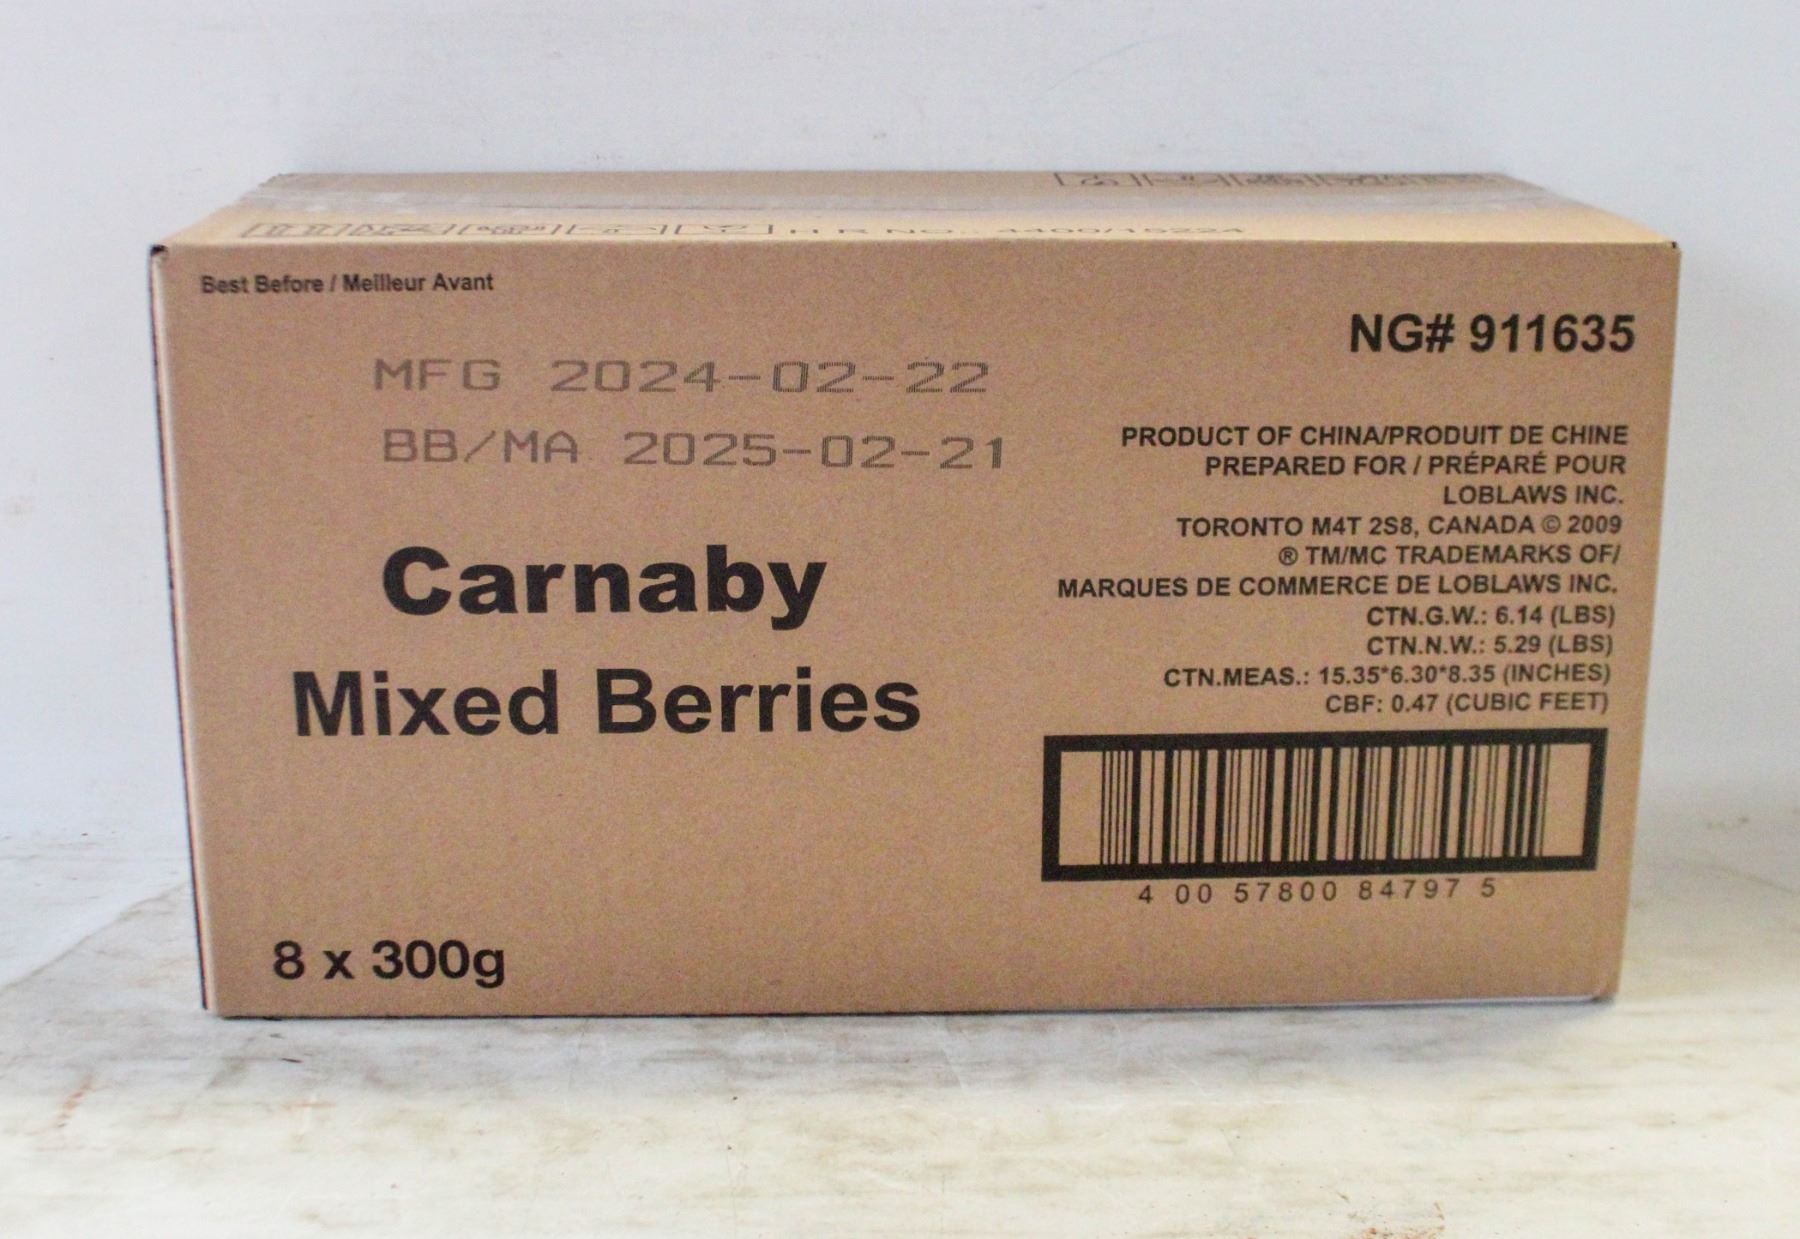 H R NO.: 4400/15224
Best Before / Meilleur Avant
MFG 2024-02-22
BB/MA 2025-02-21
Carnaby
Mixed Berries
8 x 300g
NG# 911635
PRODUCT OF CHINA/PRODUIT DE CHINE
PREPARED FOR / PRÉPARÉ POUR
LOBLAWS INC.
TORONTO M4T 2S8, CANADA © 2009
® TM/MC TRADEMARKS OF/
MARQUES DE COMMERCE DE LOBLAWS INC.
CTN.G.W.: 6.14 (LBS)
CTN.N.W.: 5.29 (LBS)
CTN.MEAS.: 15.35*6.30*8.35 (INCHES)
CBF: 0.47 (CUBIC FEET)
4 00 57800 84797 5